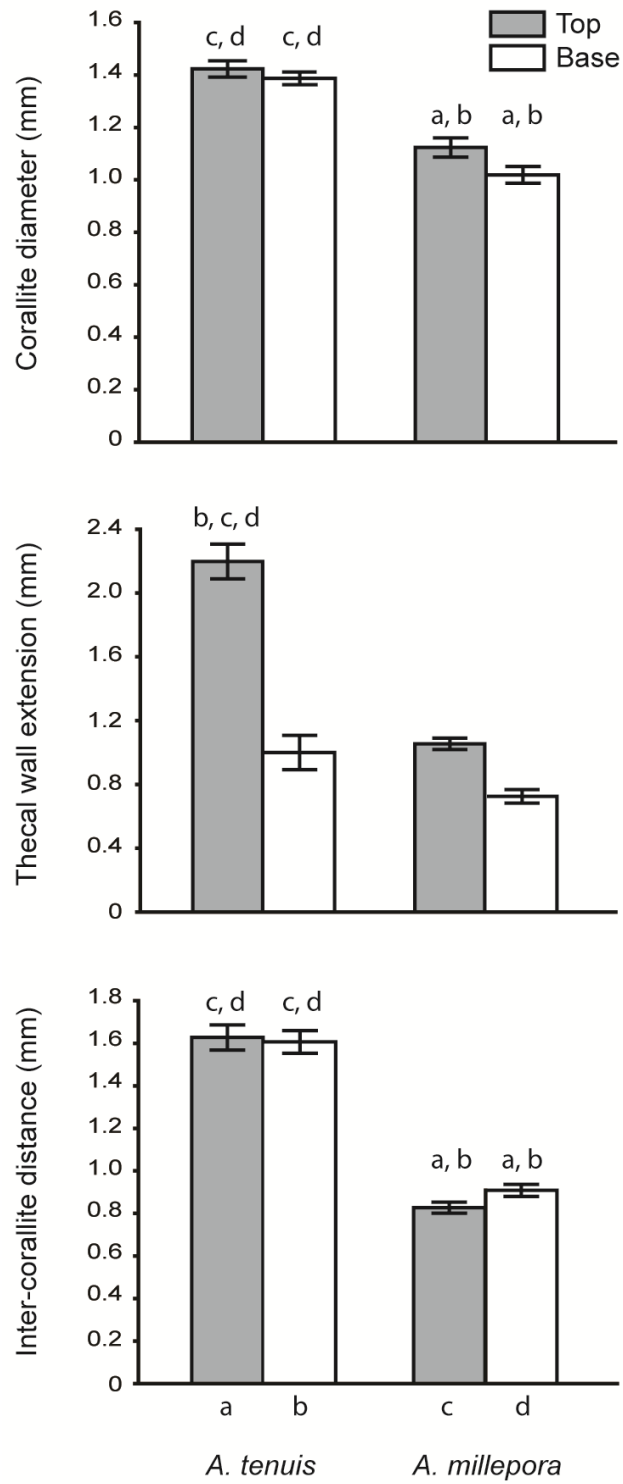 Top
Base
Corallite diameter (mm)
1.6
1.4
1.2
1.0
0.8
0.6
0.4
0.2
0
c, d c, d
a, b a, b
Thecal wall extension (mm)
2.4
2.0
1.6
1.2
0.8
0.4
0
b, c, d
Inter-corallite distance (mm)
1.8
1.6
1.4
1.2
1.0
0.8
0.6
0.4
0.2
0
c, d c, d
a, b a, b
a b c d
A. tenuis A. millepora